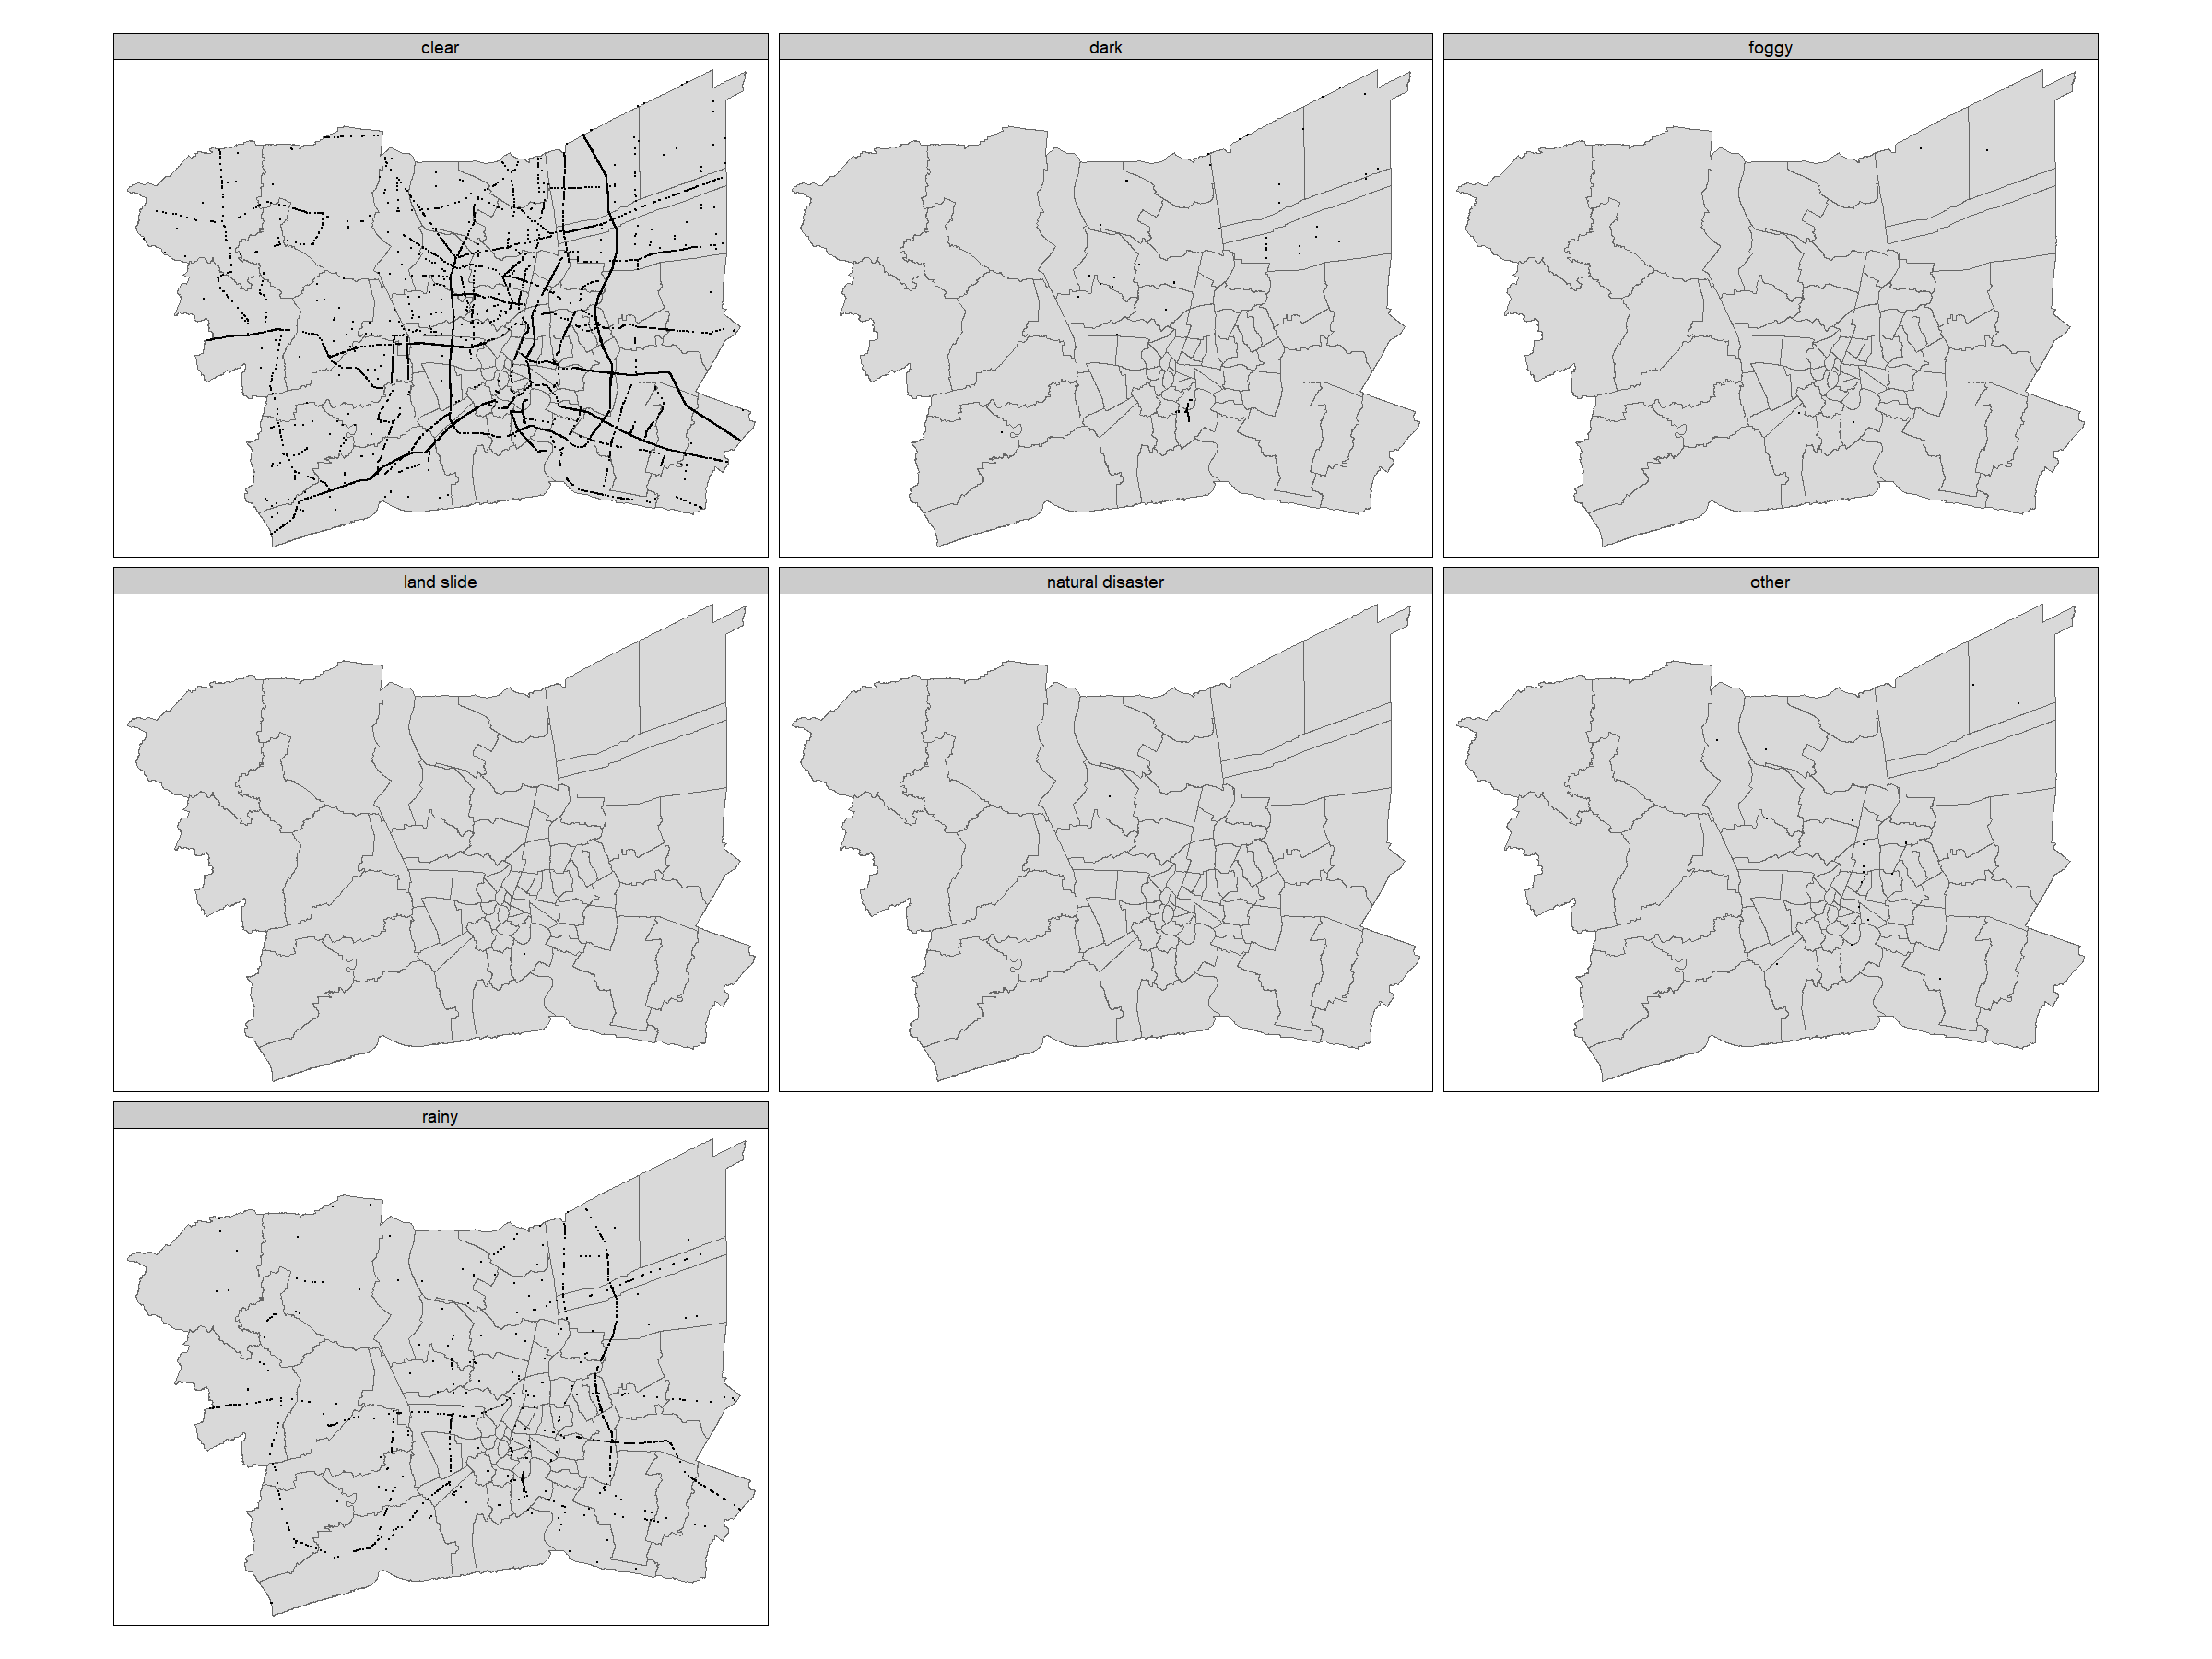 clear
dark
foggy
land slide
natural disaster
other
rainy